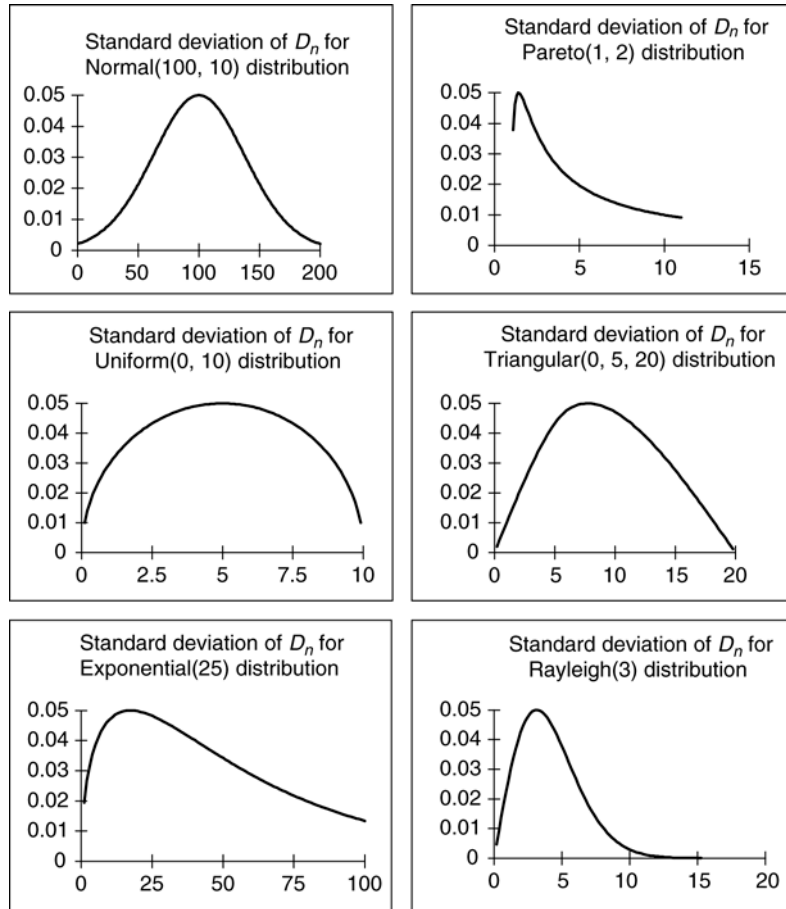 Standard deviation of Dn for
Normal(100, 10) distribution
0.05
0.04
0.03
0.02
0.01
0
0 50 100 150 200
Standard deviation of Dn for
Pareto(1, 2) distribution
0.05
0.04
0.03
0.02
0.01
0
0 5 10 15
Standard deviation of Dn for
Uniform(0, 10) distribution
0.05
0.04
0.03
0.02
0.01
0
0 2.5 5 7.5 10
Standard deviation of Dn for
Triangular(0, 5, 20) distribution
0.05
0.04
0.03
0.02
0.01
0
0 5 10 15 20
Standard deviation of Dn for
Exponential(25) distribution
0.05
0.04
0.03
0.02
0.01
0
0 25 50 75 100
Standard deviation of Dn for
Rayleigh(3) distribution
0.05
0.04
0.03
0.02
0.01
0
0 5 10 15 20